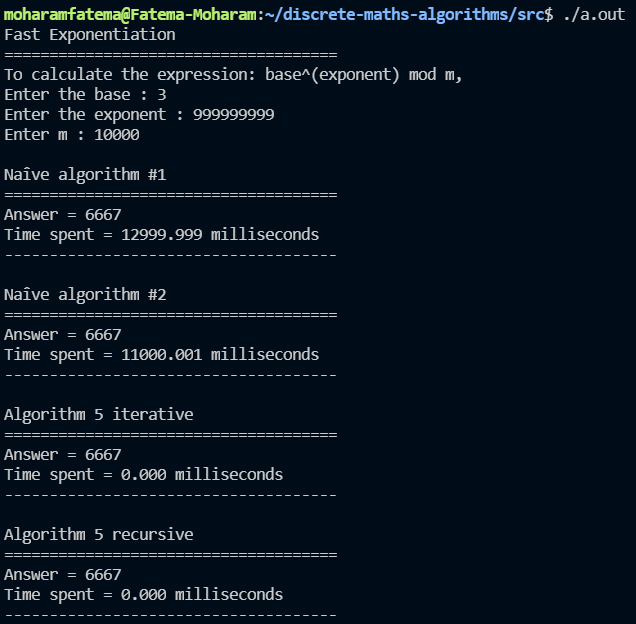 moharamfatema@Fatema-Moharam:~/discrete-maths-algorithms/src$ ./a.out
Fast Exponentiation
=====================================
To calculate the expression: base^(exponent) mod m,
Enter the base : 3
Enter the exponent : 999999999
Enter m : 10000

Naîve algorithm #1
=====================================
Answer = 6667
Time spent = 12999.999 milliseconds
-------------------------------------

Naîve algorithm #2
=====================================
Answer = 6667
Time spent = 11000.001 milliseconds
-------------------------------------

Algorithm 5 iterative
=====================================
Answer = 6667
Time spent = 0.000 milliseconds
-------------------------------------

Algorithm 5 recursive
=====================================
Answer = 6667
Time spent = 0.000 milliseconds
-------------------------------------